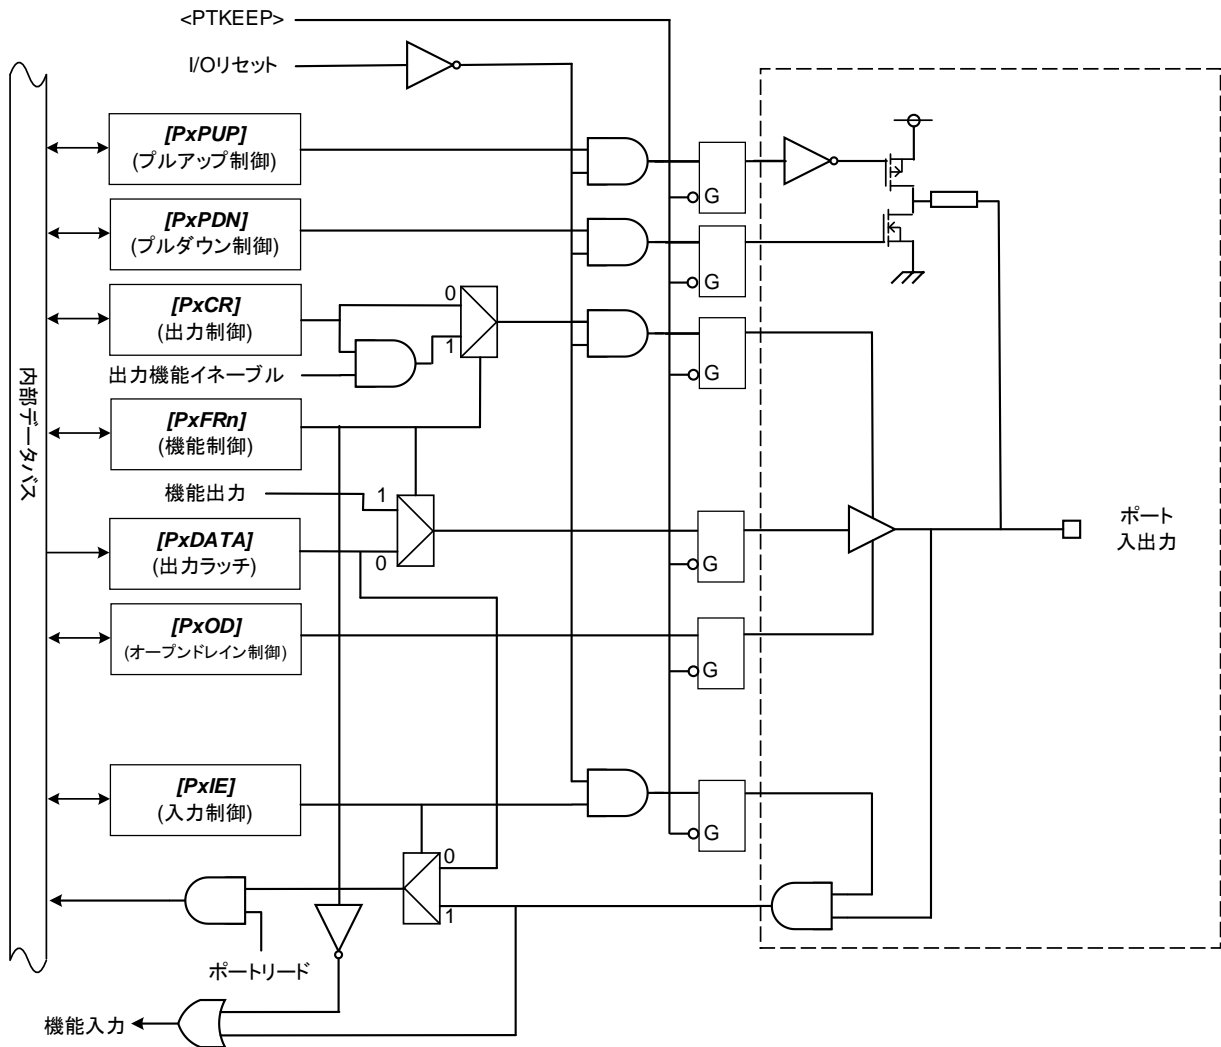 <PTKEEP>
I/Oリセット
[PxPUP]
(プルアップ制御)
G
[PxPDN]
(プルダウン制御)
G
[PxCR]
(出力制御)
0
1
G
出力機能イネーブル
内部データバス
[PxFRn]
(機能制御)
機能出力
1
0
[PxDATA]
(出力ラッチ)
G
ポート
入出力
[PxOD]
(オープンドレイン制御)
G
[PxIE]
(入力制御)
G
0
1
ポートリード
機能入力